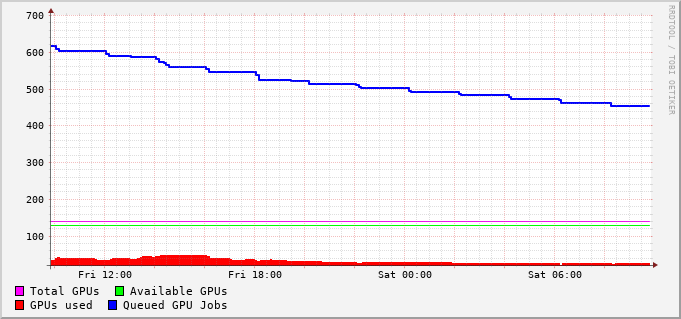 700
600
500
400
300
200
100
Fri 12:00 Fri 18:00 Sat 00:00 Sat 06:00
Total GPUs Available GPUs
GPUs used Queued GPU Jobs
RRDTOOL / TOBI OETIKER